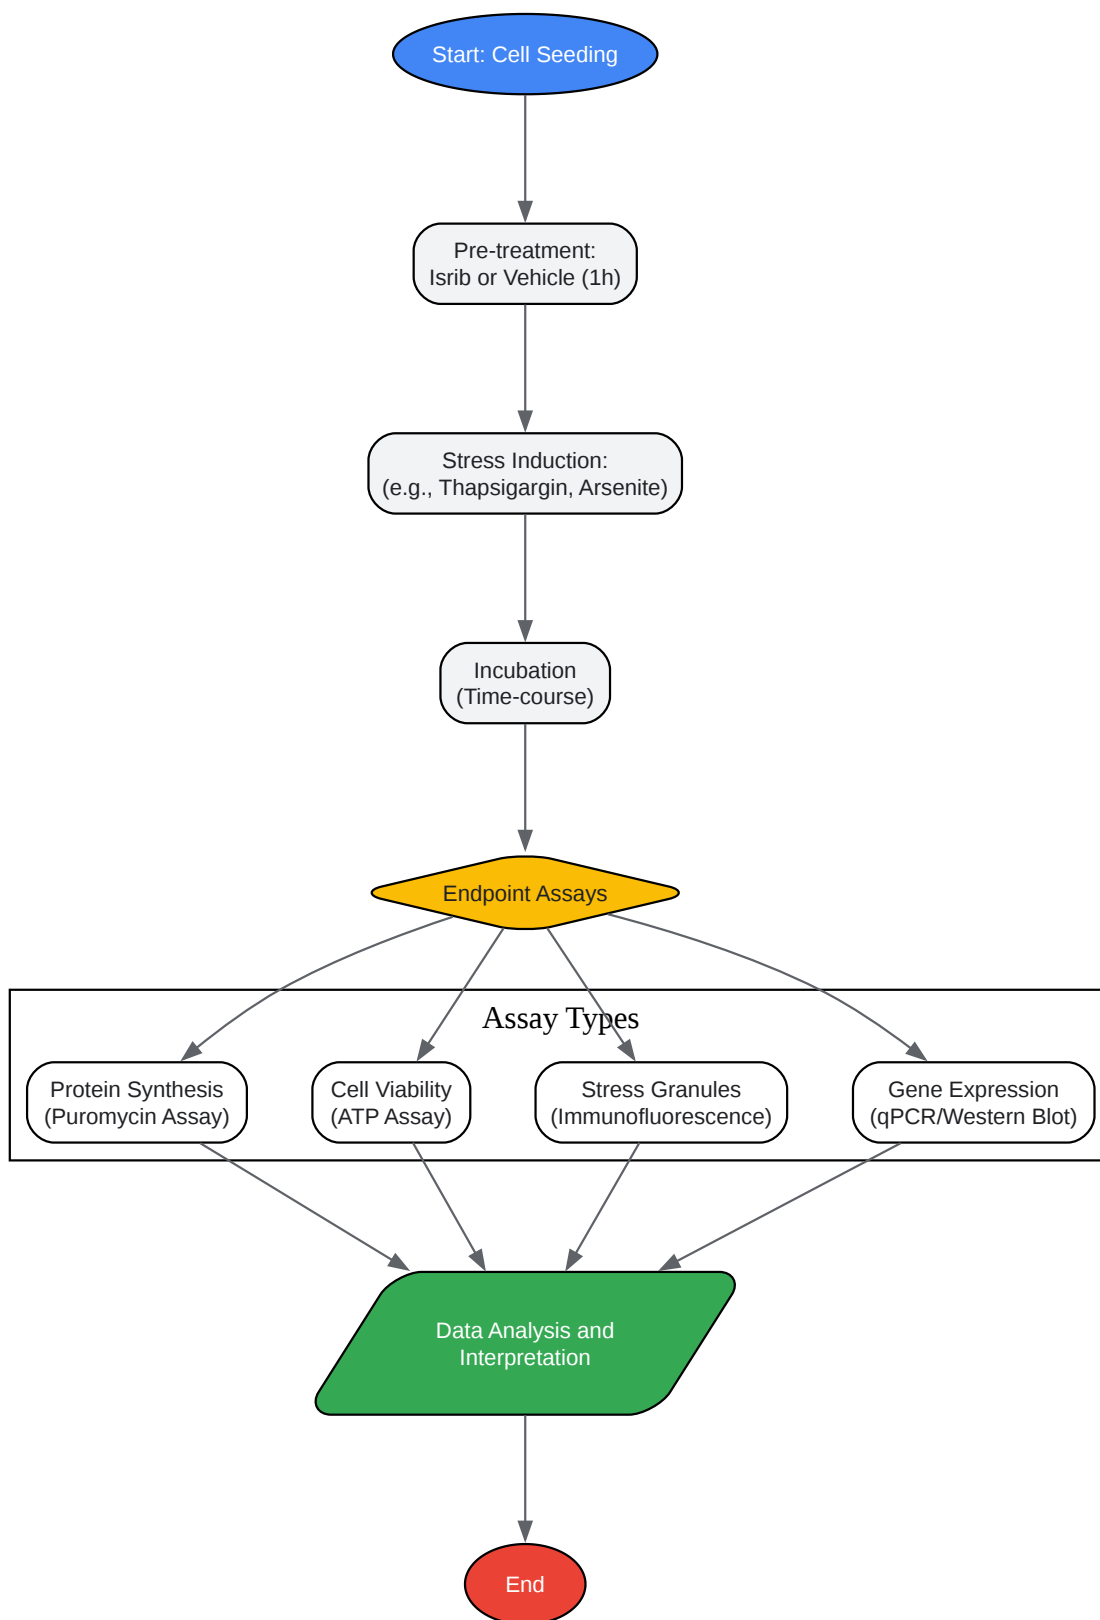 Start: Cell Seeding
Pre-treatment:
Isrib or Vehicle (1h)
Stress Induction:
(e.g., Thapsigargin, Arsenite)
Incubation
(Time-course)
Endpoint Assays
Assay Types
Protein Synthesis
(Puromycin Assay)
Cell Viability
(ATP Assay)
Stress Granules
(Immunofluorescence)
Gene Expression
(qPCR/Western Blot)
Data Analysis and
Interpretation
End